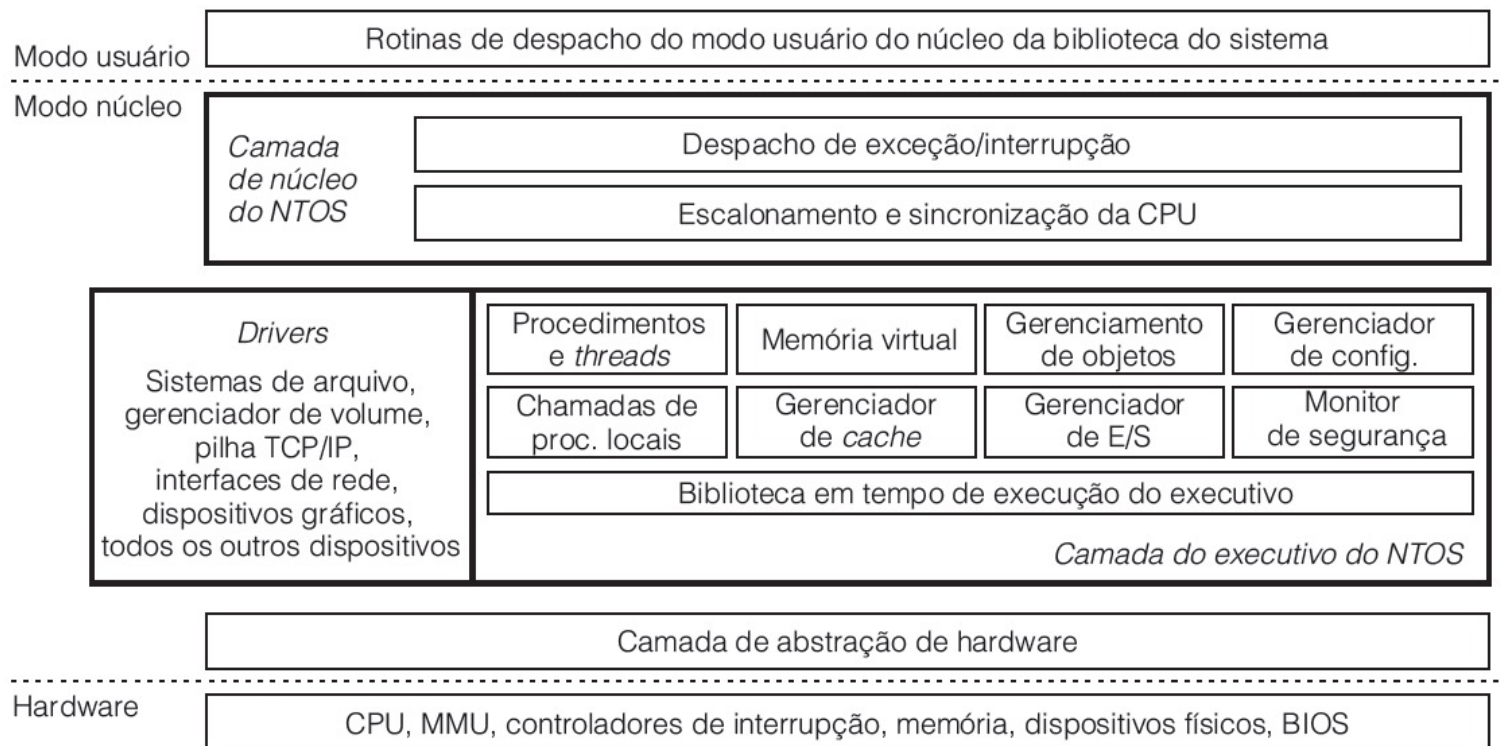 Modo usuário
Rotinas de despacho do modo usuário do núcleo da biblioteca do sistema
Modo núcleo
Camada
de núcleo
do NTOS
Despacho de exceção/interrupção
Escalonamento e sincronização da CPU
Drivers
Sistemas de arquivo,
gerenciador de volume,
pilha TCP/IP,
interfaces de rede,
dispositivos gráficos,
todos os outros dispositivos
Procedimentos
e threads
Memória virtual
Gerenciamento
de objetos
Gerenciador
de config.
Chamadas de
proc. locais
Gerenciador
de cache
Gerenciador
de E/S
Monitor
de segurança
Biblioteca em tempo de execução do executivo
Camada do executivo do NTOS
Camada de abstração de hardware
Hardware
CPU, MMU, controladores de interrupção, memória, dispositivos físicos, BIOS